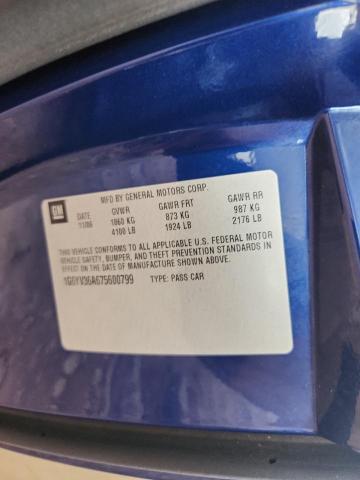 MFD BY GENERAL MOTORS CORP.
GM DATE GVWR GAWR FRT GAWR RR
11/06 1860 KG 873 KG 987 KG
4100 LB 1924 LB 2176 LB
THIS VEHICLE CONFORMS TO ALL APPLICABLE U.S. FEDERAL MOTOR
VEHICLE SAFETY, BUMPER, AND THEFT PREVENTION STANDARDS IN
EFFECT ON THE DATE OF MANUFACTURE SHOWN ABOVE.
1G6YV36A675600799 TYPE: PASS CAR